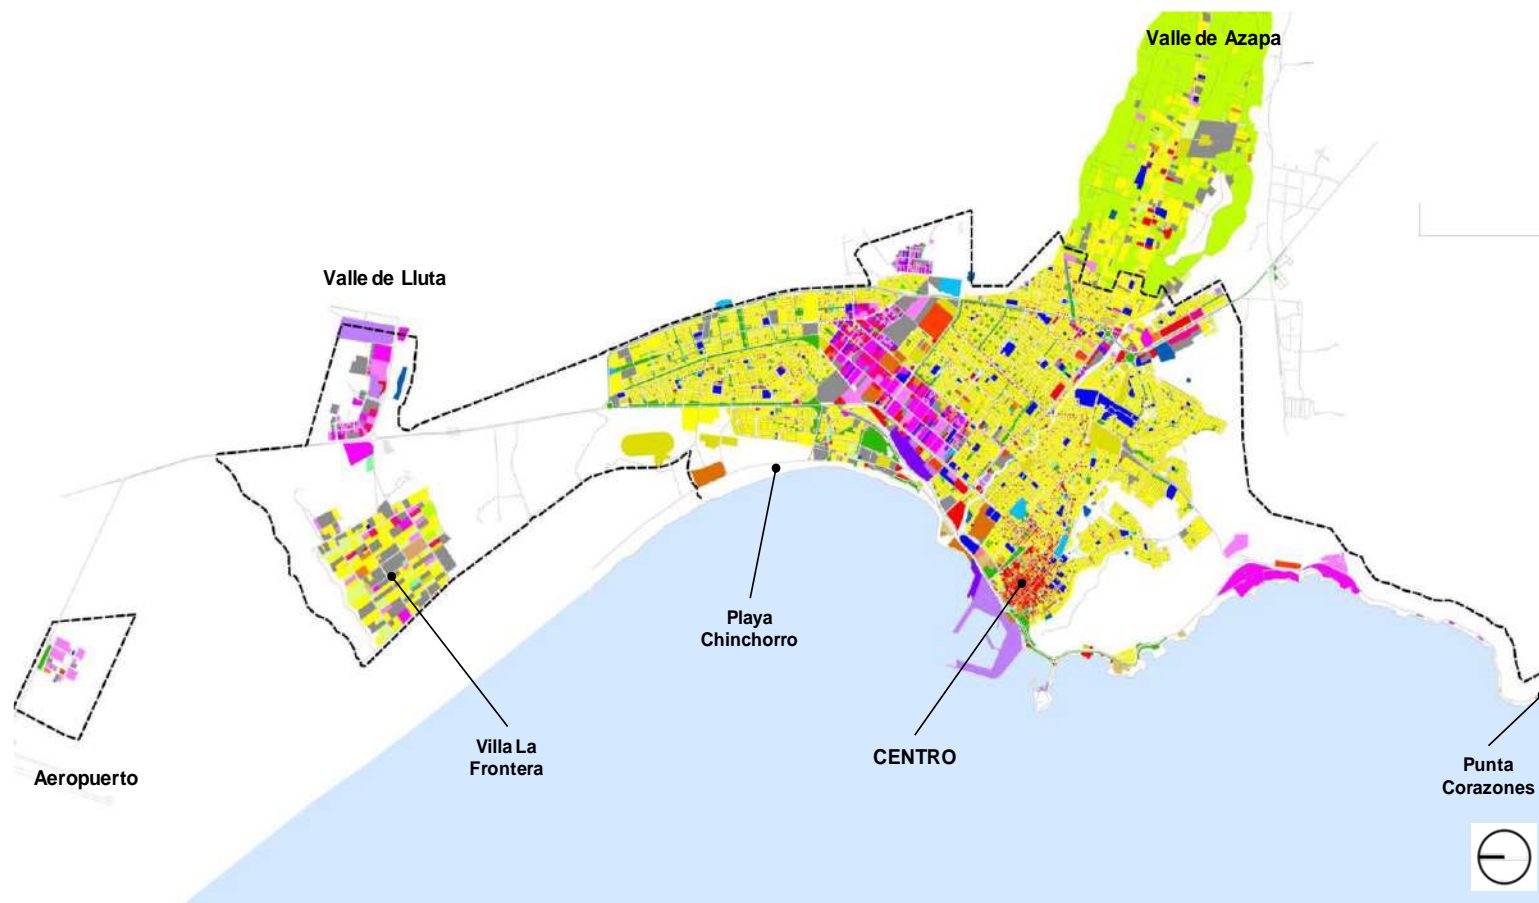 Valle de Azapa
Valle de Lluta
Playa
Chinchorro
Villa La
Frontera
CENTRO
Aeropuerto
Punta
Corazones